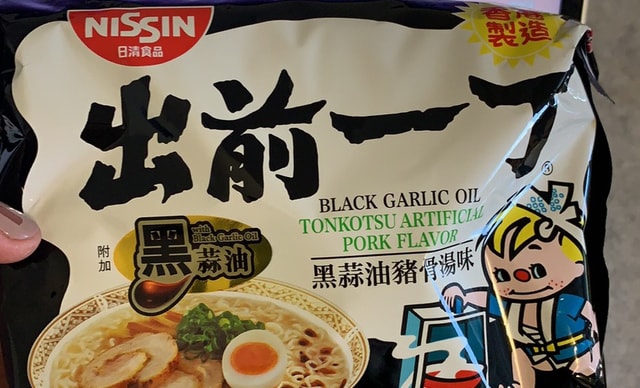 NISSIN
日清食品
香港
製造
出前一丁
®
BLACK GARLIC OIL
TONKOTSU ARTIFICIAL
PORK FLAVOR
黑蒜油豬骨湯味
附加
黑蒜油
with
Black Garlic Oil